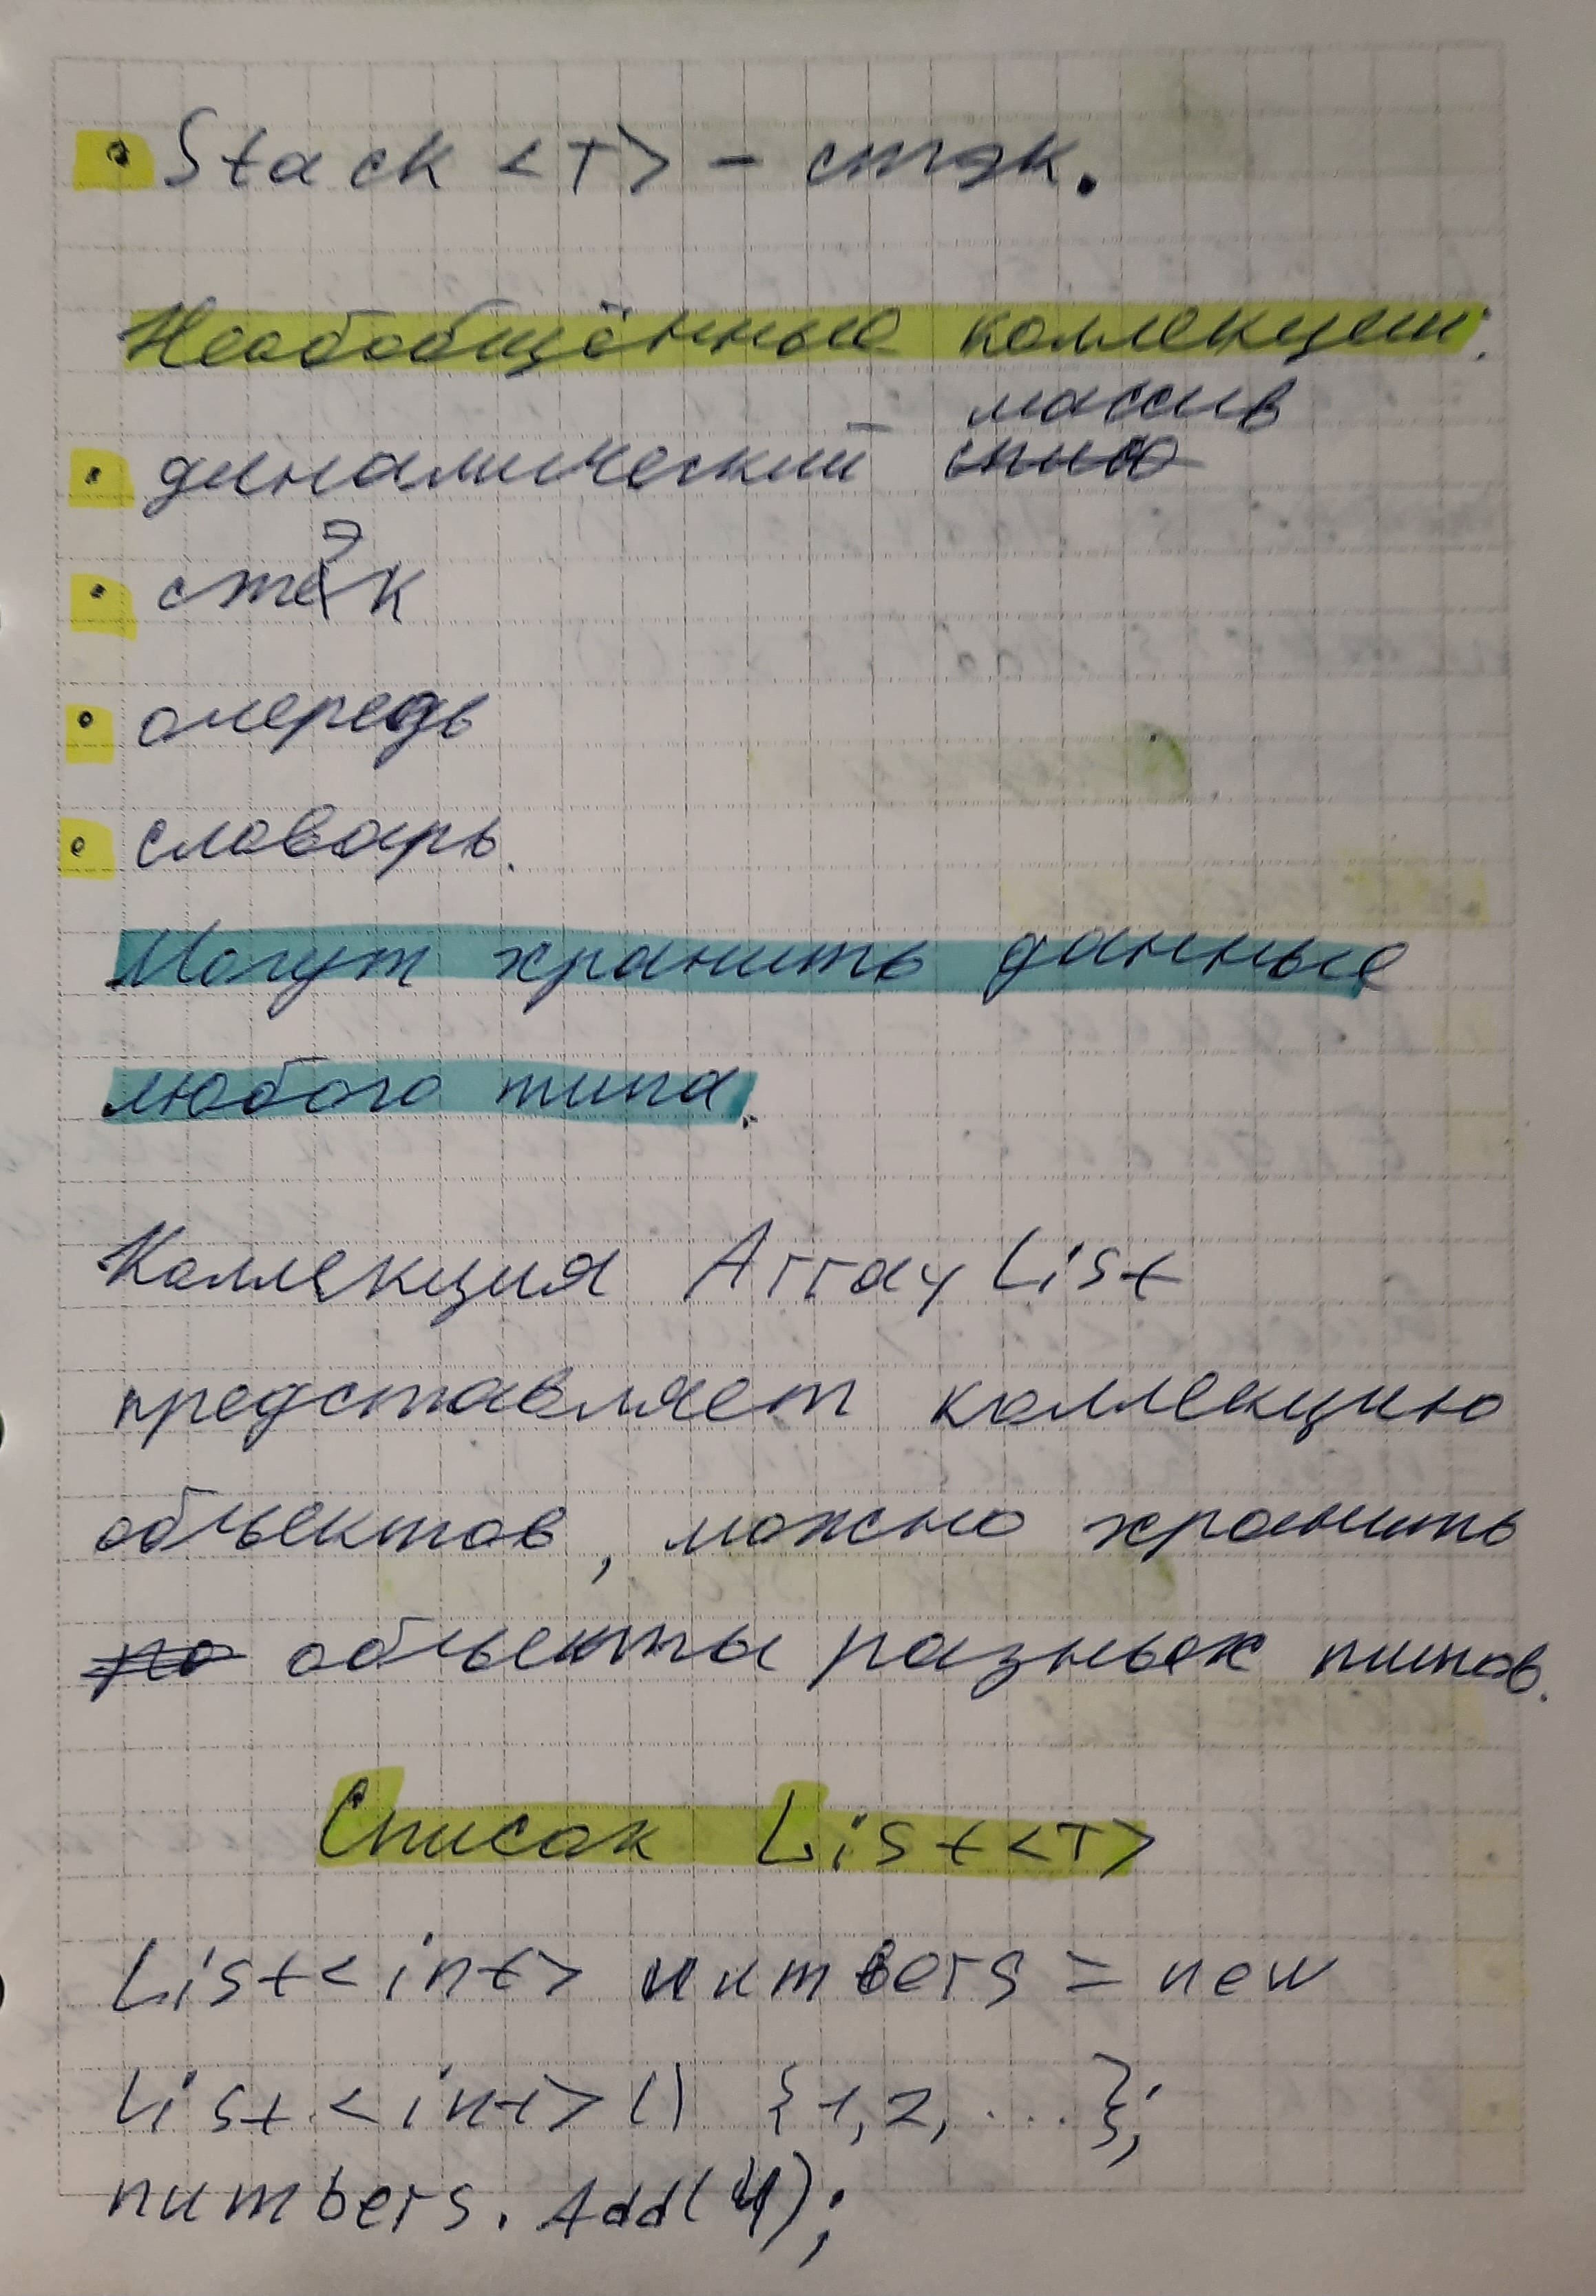 • Stack <T> – стэк.
Необобщённые коллекции:
• динамический массив
• стэк
• очередь
• словарь.
Могут хранить данные
любого типа.
Коллекция ArrayList
представляет коллекцию
объектов, можно хранить
объекты разных типов.
Список List<T>
List<int> numbers = new
List<int>() {1,2,....};
numbers.Add(4);